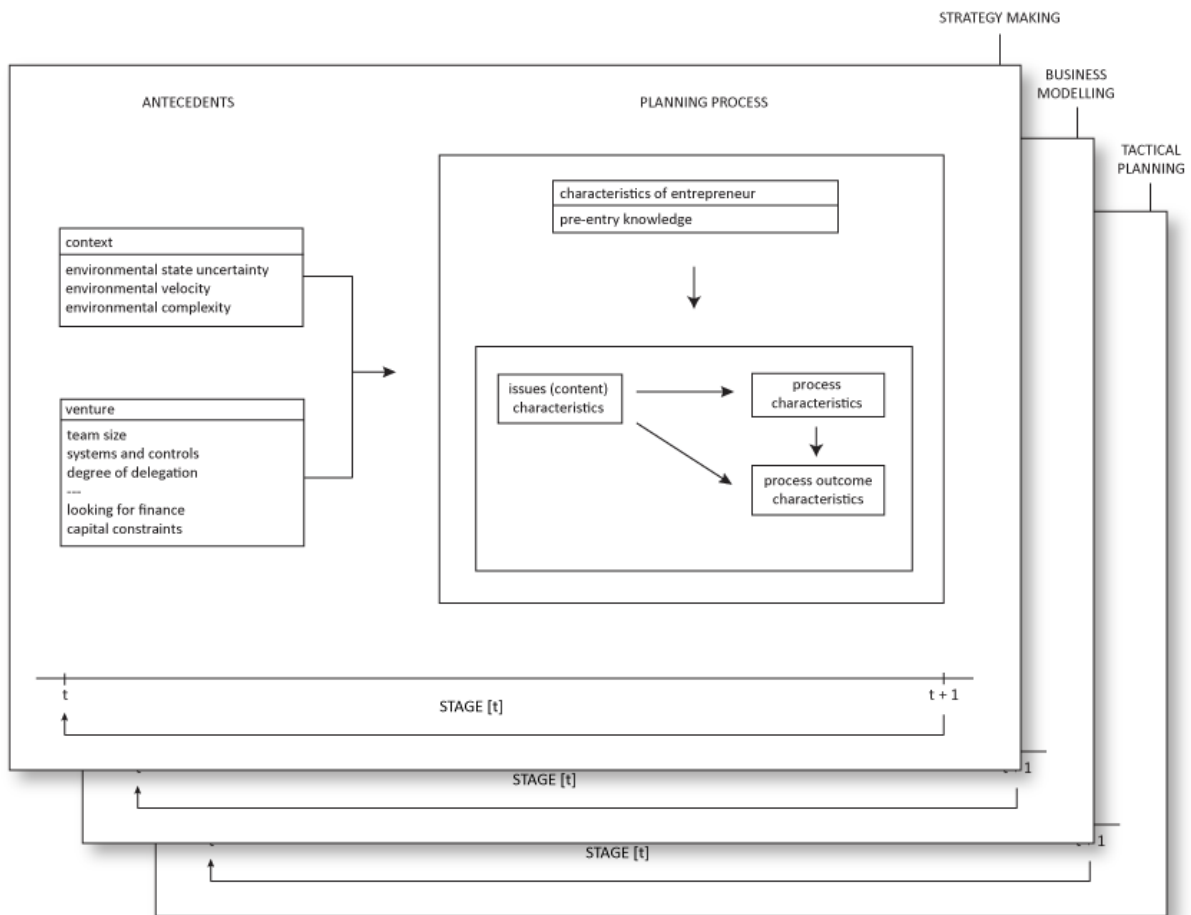 STRATEGY MAKING
BUSINESS
MODELLING
TACTICAL
PLANNING
ANTECEDENTS
PLANNING PROCESS
context
environmental state uncertainty
environmental velocity
environmental complexity
venture
team size
systems and controls
degree of delegation
---
looking for finance
capital constraints
characteristics of entrepreneur
pre-entry knowledge
issues (content)
characteristics
process
characteristics
process outcome
characteristics
t
t + 1
STAGE [t]
STAGE [t]
STAGE [t]